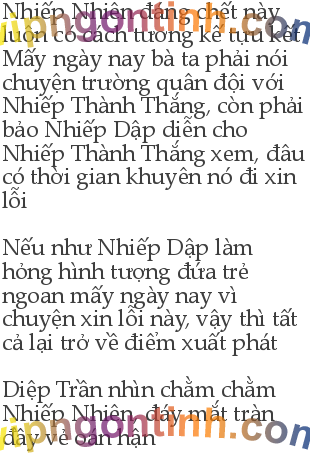 Nhiếp Nhiên đáng chết này
luôn có cách tương kế tựu kế!
Mấy ngày nay bà ta phải nói
chuyện trường quân đội với
Nhiếp Thành Thắng, còn phải
bảo Nhiếp Dập diễn cho
Nhiếp Thành Thắng xem, đâu
có thời gian khuyên nó đi xin
lỗi
Nếu như Nhiếp Dập làm
hỏng hình tượng đứa trẻ
ngoan mấy ngày nay vì
chuyện xin lỗi này, vậy thì tất
cả lại trở về điểm xuất phát
Diệp Trần nhìn chằm chằm
Nhiếp Nhiên, đáy mắt tràn
đầy vẻ oán hận